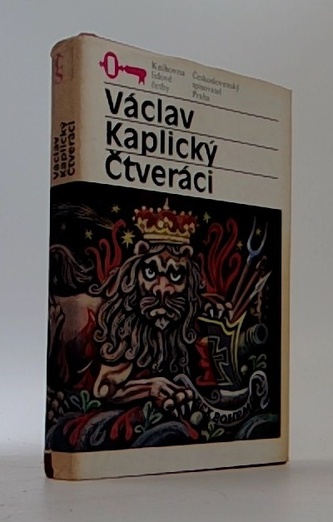 Knihovna
lidové
četby
Československý
spisovatel
Praha
Václav
Kaplický
Čtveráci
Václav
Kaplický
Čtveráci